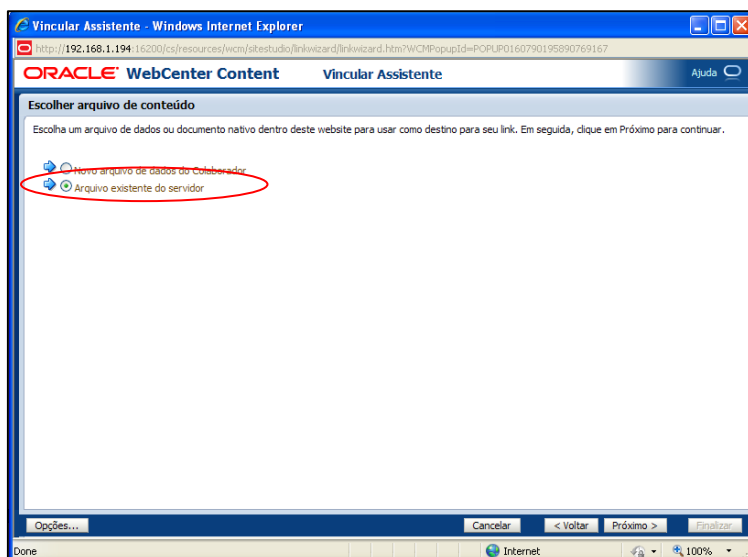 Vincular Assistente - Windows Internet Explorer
http://192.168.1.194:16200/cs/resources/wcm/sitestudio/linkwizard/linkwizard.htm?WCMPopupId=POPUP0160790195890769167
ORACLE WebCenter Content Vincular Assistente Ajuda
Escolher arquivo de conteúdo
Escolha um arquivo de dados ou documento nativo dentro deste website para usar como destino para seu link. Em seguida, clique em Próximo para continuar.
Novo arquivo de dados do Colaborador
Arquivo existente do servidor
Opções... Cancelar < Voltar Próximo > Finalizar
Done Internet 100%